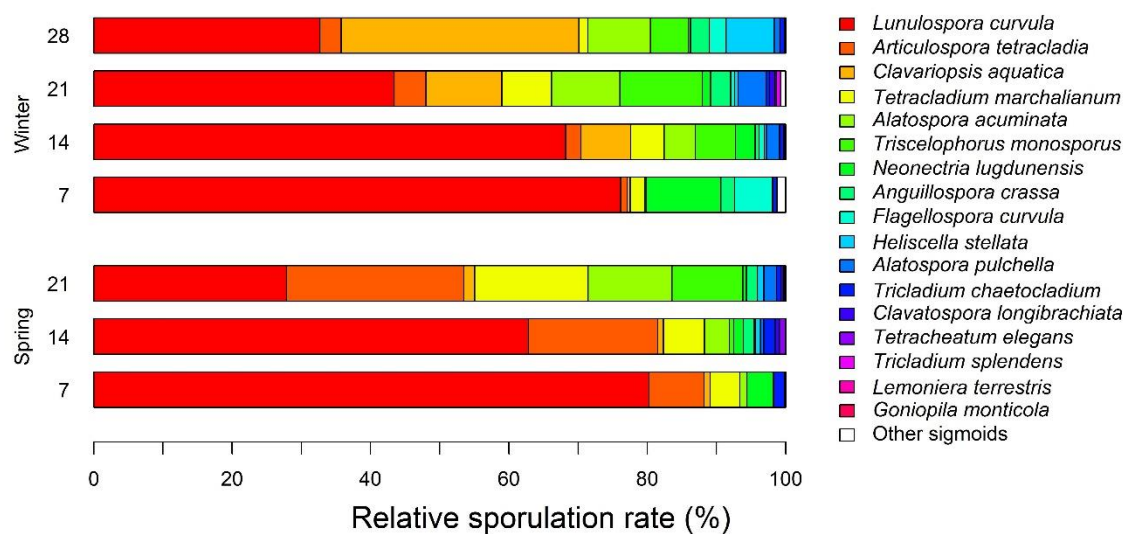 Winter
28
21
14
7
Spring
21
14
7
0
20
40
60
80
100
Relative sporulation rate (%)
Lunulospora curvula
Articulospora tetracladia
Clavariopsis aquatica
Tetracladium marchalianum
Alatospora acuminata
Triscelophorus monosporus
Neonectria lugdunensis
Anguillospora crassa
Flagellospora curvula
Heliscella stellata
Alatospora pulchella
Tricladium chaetocladium
Clavatospora longibrachiata
Tetracheatum elegans
Tricladium splendens
Lemoniera terrestris
Goniopila monticola
Other sigmoids